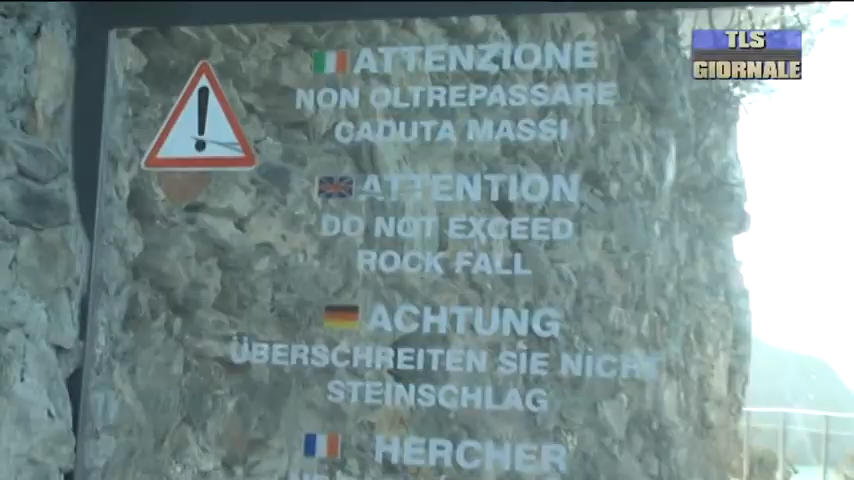 TLS
GIORNALE
ATTENZIONE
NON OLTREPASSARE
CADUTA MASSI
ATTENTION
DO NOT EXCEED
ROCK FALL
ACHTUNG
ÜBERSCHREITEN SIE NICHT
STEINSCHLAG
HERCHER